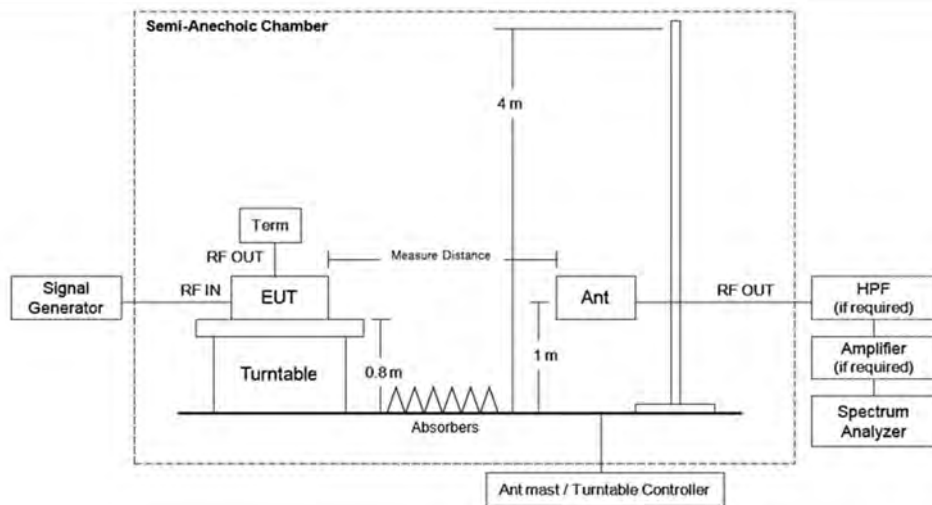 Semi-Anechoic Chamber
4 m
Term
RF OUT
Measure Distance
Signal
Generator
RF IN
EUT
Ant
RF OUT
HPF
(if required)
Turntable
0.8 m
1 m
Amplifier
(if required)
Absorbers
Spectrum
Analyzer
Ant mast / Turntable Controller